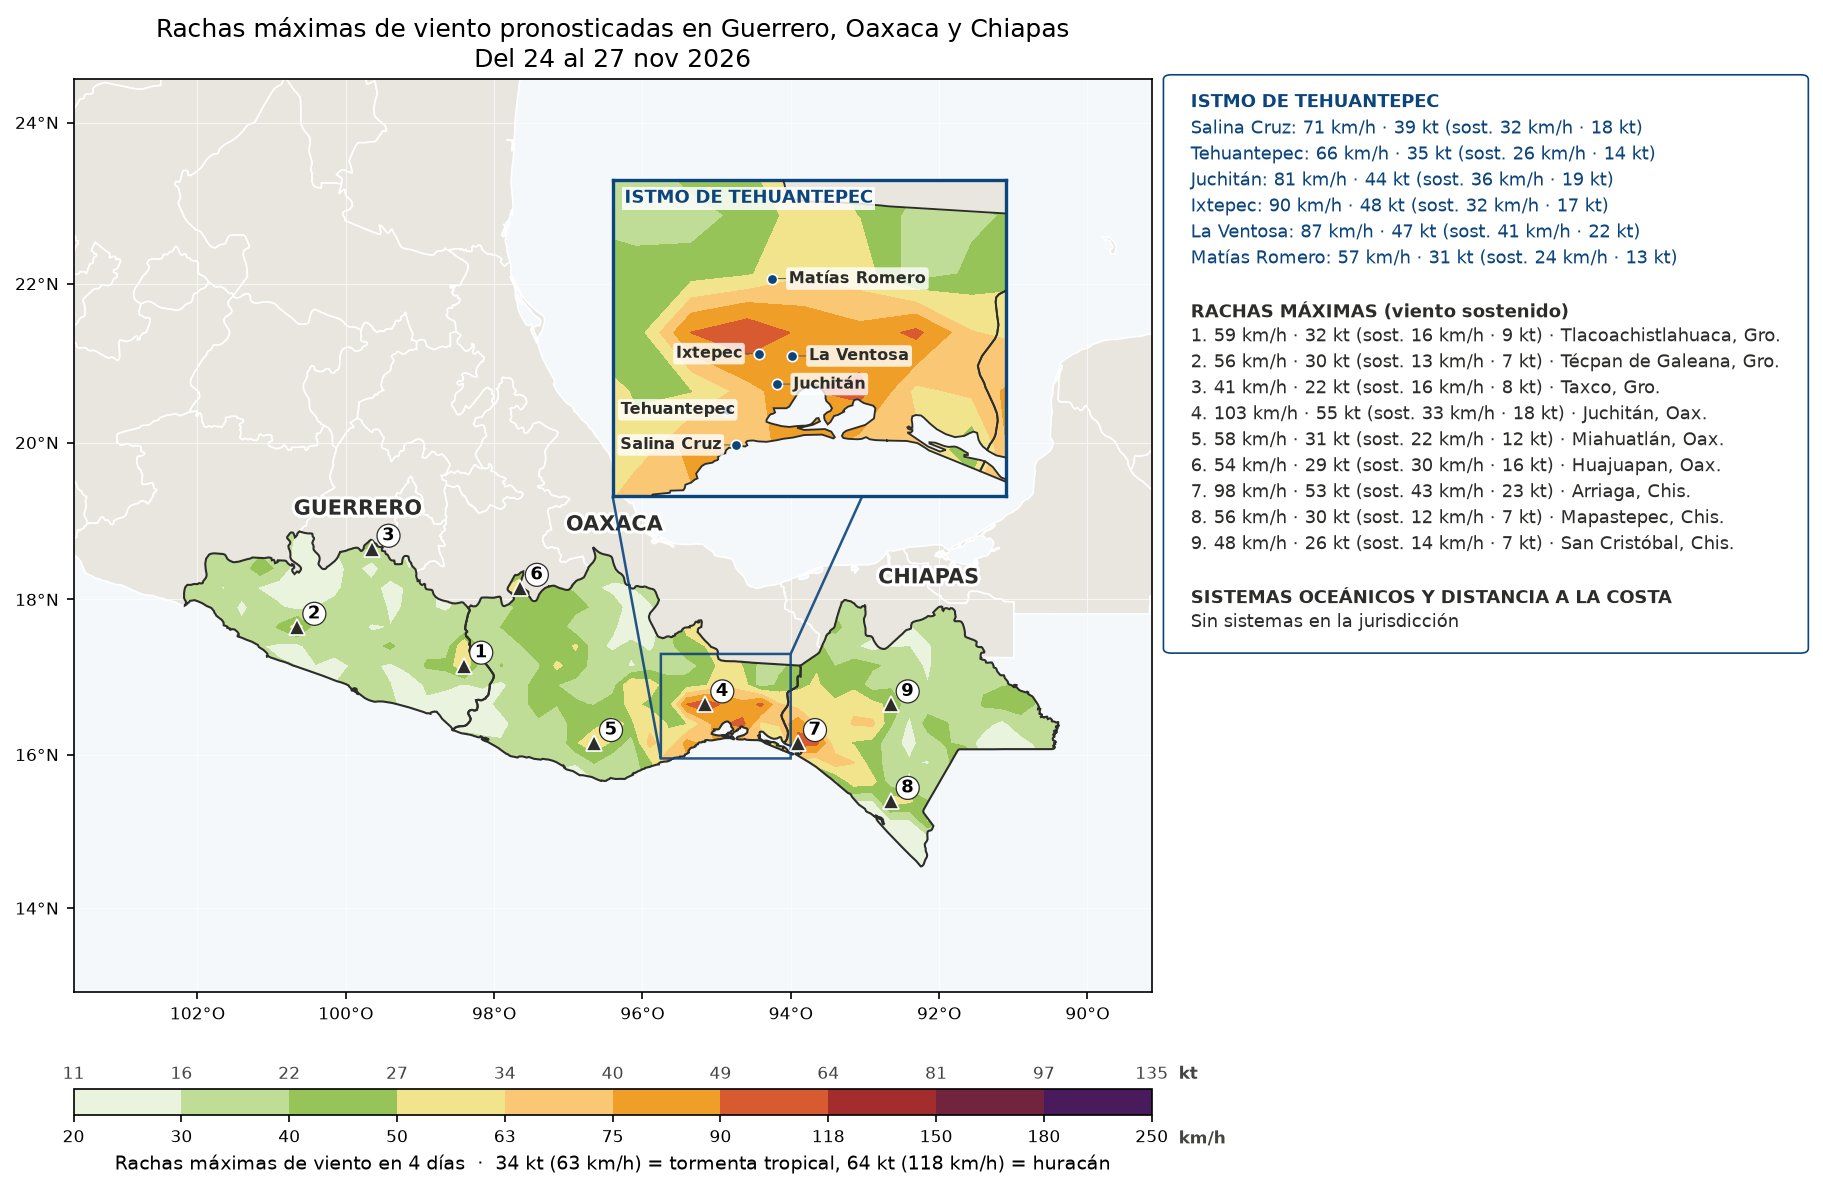 Rachas máximas de viento pronosticadas en Guerrero, Oaxaca y Chiapas
Del 24 al 27 nov 2026
24°N
22°N
20°N
18°N
16°N
14°N
102°O
100°O
98°O
96°O
94°O
92°O
90°O
ISTMO DE TEHUANTEPEC
Matías Romero
Ixtepec
La Ventosa
Juchitán
Tehuantepec
Salina Cruz
GUERRERO
OAXACA
CHIAPAS
3
6
2
1
4
9
5
7
8
ISTMO DE TEHUANTEPEC
Salina Cruz: 71 km/h · 39 kt (sost. 32 km/h · 18 kt)
Tehuantepec: 66 km/h · 35 kt (sost. 26 km/h · 14 kt)
Juchitán: 81 km/h · 44 kt (sost. 36 km/h · 19 kt)
Ixtepec: 90 km/h · 48 kt (sost. 32 km/h · 17 kt)
La Ventosa: 87 km/h · 47 kt (sost. 41 km/h · 22 kt)
Matías Romero: 57 km/h · 31 kt (sost. 24 km/h · 13 kt)
RACHAS MÁXIMAS (viento sostenido)
1. 59 km/h · 32 kt (sost. 16 km/h · 9 kt) · Tlacoachistlahuaca, Gro.
2. 56 km/h · 30 kt (sost. 13 km/h · 7 kt) · Técpan de Galeana, Gro.
3. 41 km/h · 22 kt (sost. 16 km/h · 8 kt) · Taxco, Gro.
4. 103 km/h · 55 kt (sost. 33 km/h · 18 kt) · Juchitán, Oax.
5. 58 km/h · 31 kt (sost. 22 km/h · 12 kt) · Miahuatlán, Oax.
6. 54 km/h · 29 kt (sost. 30 km/h · 16 kt) · Huajuapan, Oax.
7. 98 km/h · 53 kt (sost. 43 km/h · 23 kt) · Arriaga, Chis.
8. 56 km/h · 30 kt (sost. 12 km/h · 7 kt) · Mapastepec, Chis.
9. 48 km/h · 26 kt (sost. 14 km/h · 7 kt) · San Cristóbal, Chis.
SISTEMAS OCEÁNICOS Y DISTANCIA A LA COSTA
Sin sistemas en la jurisdicción
11 16 22 27 34 40 49 64 81 97 135 kt
20 30 40 50 63 75 90 118 150 180 250 km/h
Rachas máximas de viento en 4 días · 34 kt (63 km/h) = tormenta tropical, 64 kt (118 km/h) = huracán